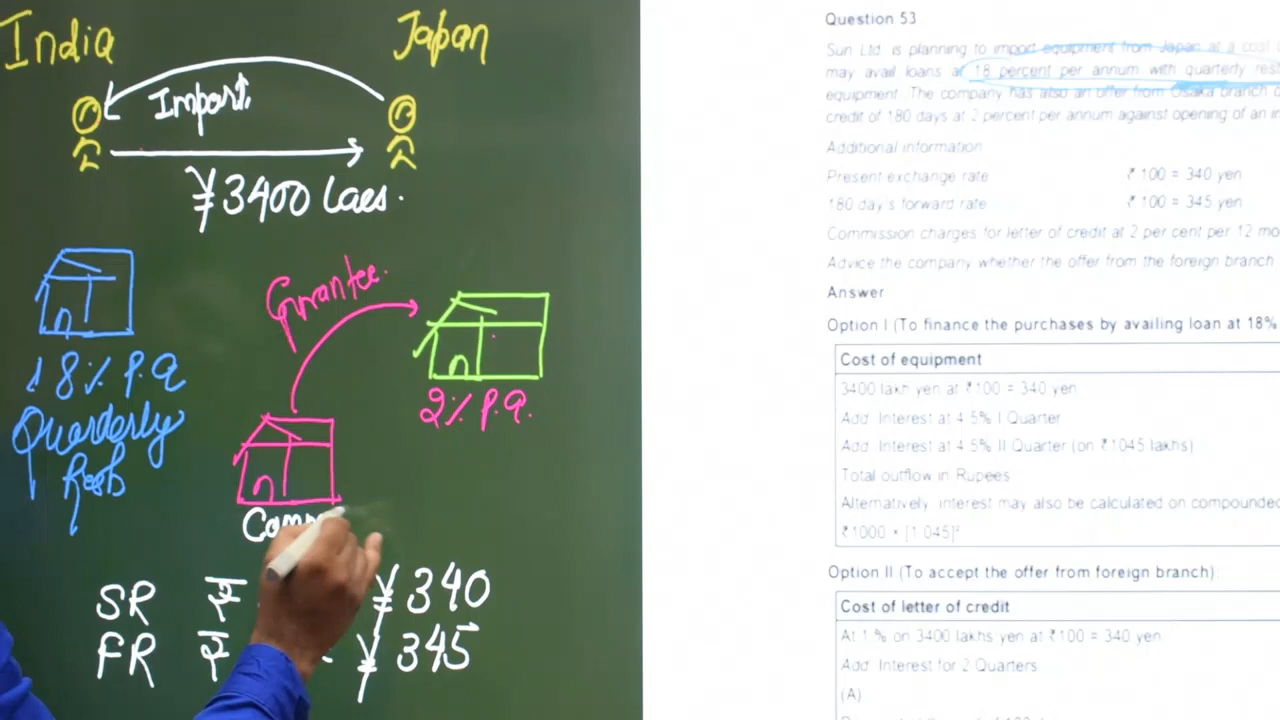 India
Japan
Import
¥3400 Lacs.
Gurantee.
18% P.a
Quarderly
2% P.a.
SR ₹ ¥ 340
FR ₹ ¥ 345
Question 53
Sun Ltd. is planning to import equipment from Japan at a cost
may avail loans at 18 percent per annum with quarterly rest
equipment. The company has also an offer from Osaka branch
credit of 180 days at 2 percent per annum against opening of an
Additional information
Present exchange rate ₹ 100 = 340 yen
180 day's forward rate ₹ 100 = 345 yen
Commission charges for letter of credit at 2 per cent per 12 mo
Advice the company whether the offer from the foreign branch
Answer
Option I (To finance the purchases by availing loan at 18%
Cost of equipment
3400 lakh yen at ₹100 = 340 yen
Add Interest at 4.5% I Quarter
Add Interest at 4.5% II Quarter (on ₹1045 lakhs)
Total outflow in Rupees
Alternatively, interest may also be calculated on compounded
₹1000 × [1.045]²
Option II (To accept the offer from foreign branch)
Cost of letter of credit
At 1 % on 3400 lakhs yen at ₹100 = 340 yen
Add Interest for 2 Quarters
(A)